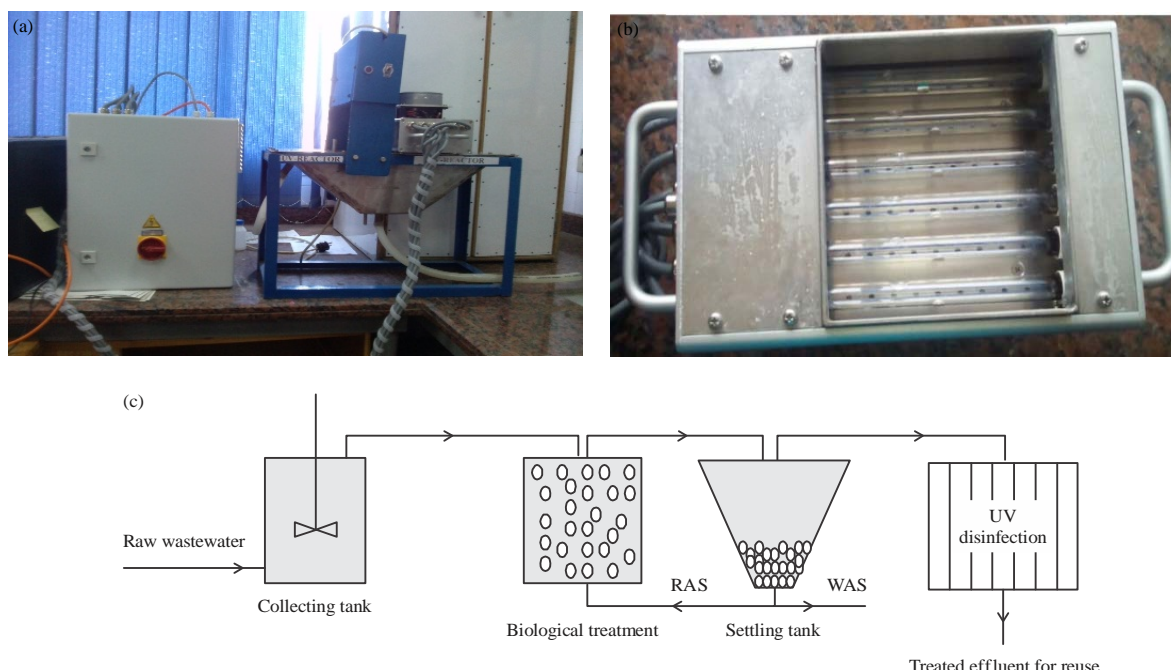 (a)
(b)
UV REACTOR
REACTOR
(c)
Raw wastewater
Collecting tank
Biological treatment
RAS
Settling tank
WAS
UV
disinfection
Treated effluent for reuse